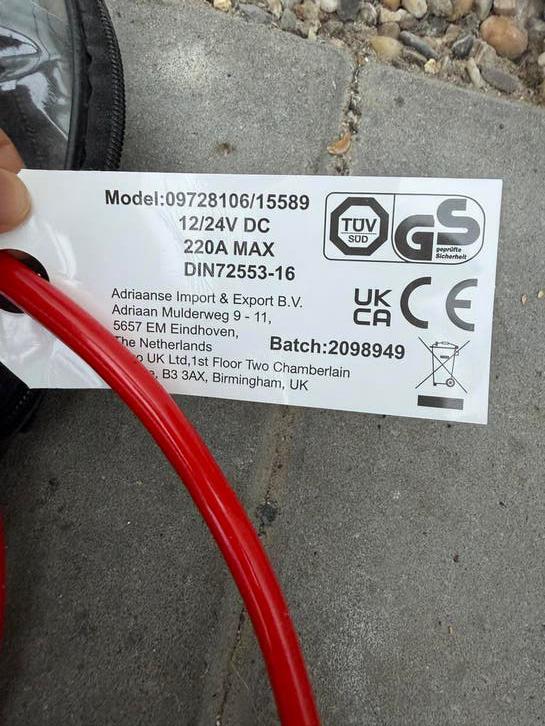 Model:09728106/15589
12/24V DC
220A MAX
DIN72553-16
TÜV
SÜD
GS
geprüfte
Sicherheit
Adriaanse Import & Export B.V.
Adriaan Mulderweg 9 - 11,
5657 EM Eindhoven,
The Netherlands
UK
CA
CE
Batch:2098949
UK Ltd,1st Floor Two Chamberlain
B3 3AX, Birmingham, UK